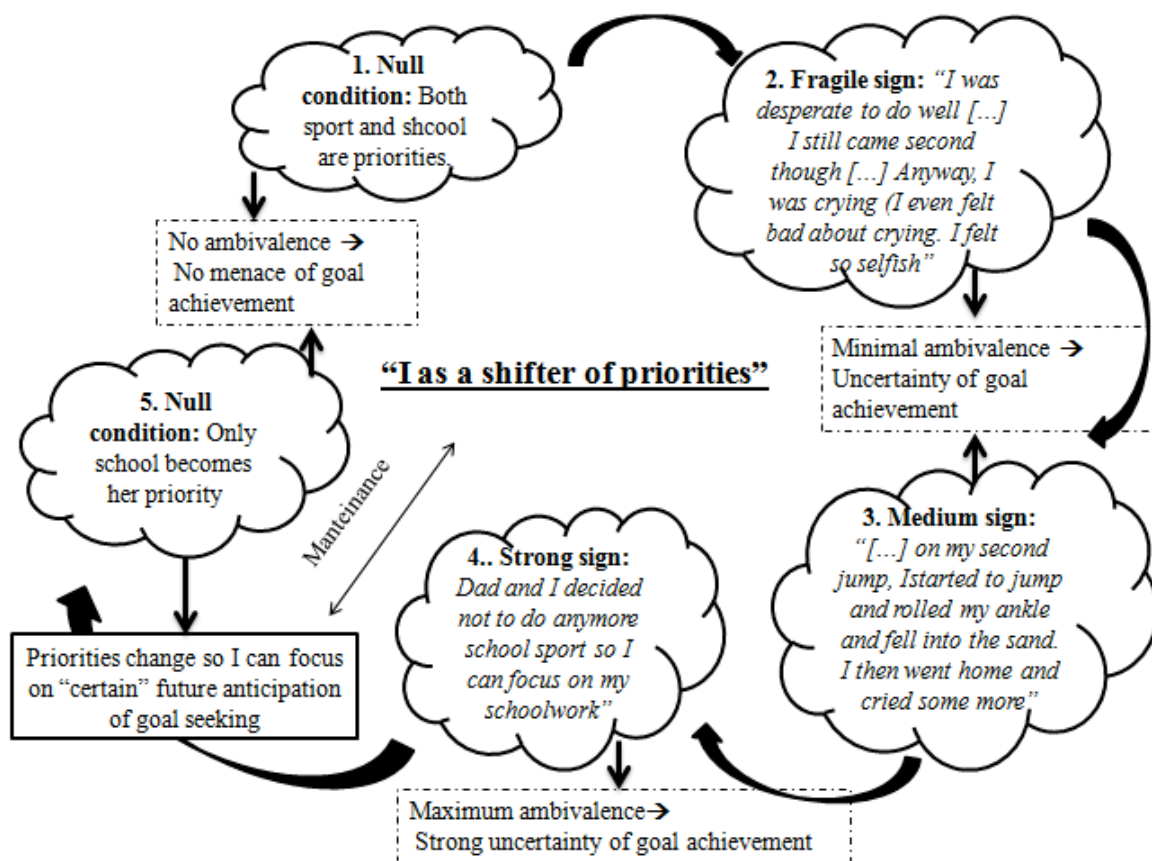 1. Null
condition: Both
sport and shcool
are priorities.
2. Fragile sign: “I was
desperate to do well [...]
I still came second
though [...] Anyway, I
was crying (I even felt
bad about crying. I felt
so selfish”
No ambivalence →
No menace of goal
achievement
Minimal ambivalence →
Uncertainty of goal
achievement
“I as a shifter of priorities”
5. Null
condition: Only
school becomes
her priority
Manteinance
3. Medium sign:
“[...] on my second
jump, Istarted to jump
and rolled my ankle
and fell into the sand.
I then went home and
cried some more”
4.. Strong sign:
Dad and I decided
not to do anymore
school sport so I
can focus on my
schoolwork”
Priorities change so I can focus
on “certain” future anticipation
of goal seeking
Maximum ambivalence→
Strong uncertainty of goal achievement